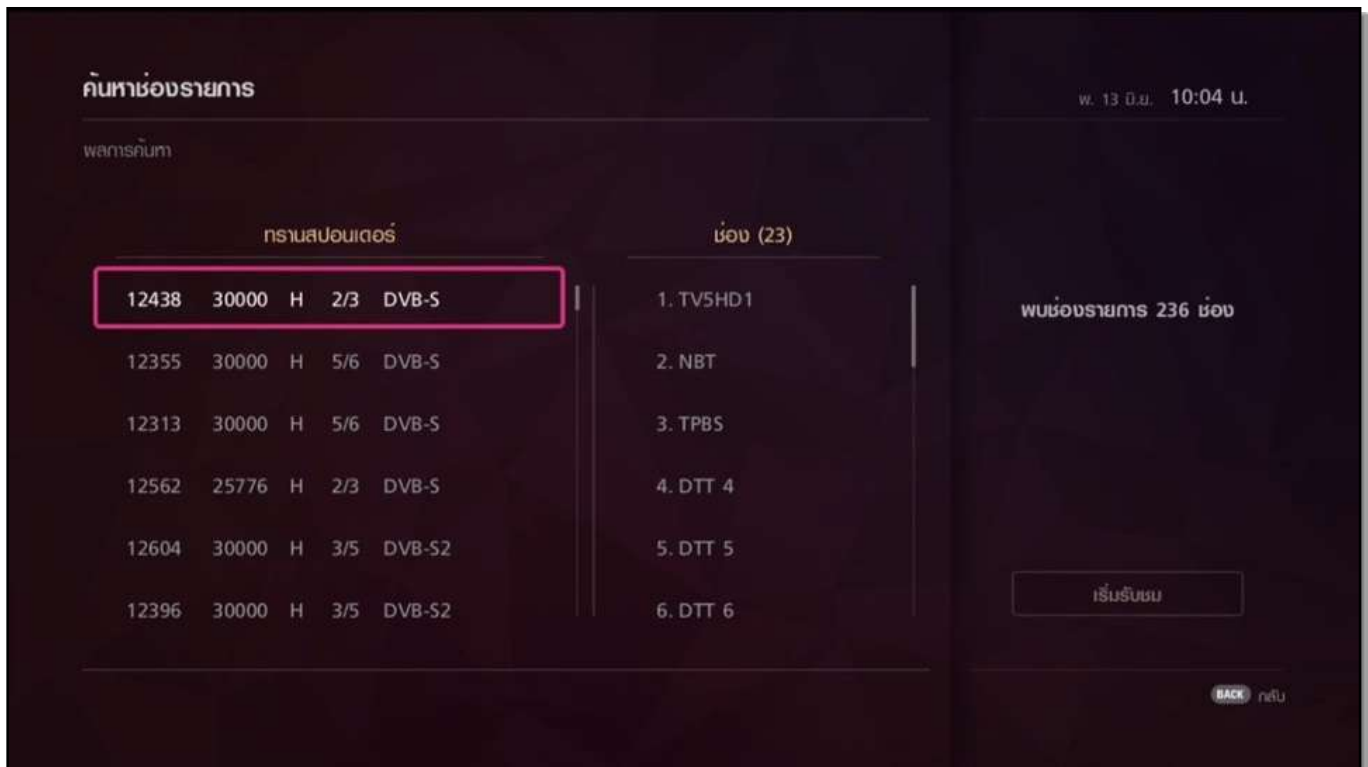 ค้นหาช่องรายการ
พ. 13 มิ.ย. 10:04 น.
ผลการค้นหา
ทรานสปอนเดอร์
ช่อง (23)
12438 30000 H 2/3 DVB-S
1. TV5HD1
พบช่องรายการ 236 ช่อง
12355 30000 H 5/6 DVB-S
2. NBT
12313 30000 H 5/6 DVB-S
3. TPBS
12562 25776 H 2/3 DVB-S
4. DTT 4
12604 30000 H 3/5 DVB-S2
5. DTT 5
เริ่มรับชม
12396 30000 H 3/5 DVB-S2
6. DTT 6
BACK กลับ